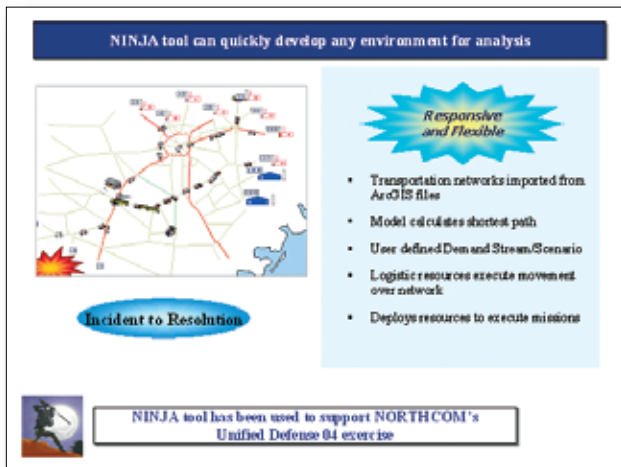 NINJA tool can quickly develop any environment for analysis
Responsive
and Flexible
• Transportation networks imported from
ArcGIS files
• Model calculates shortest path
• User defined Demand Stream/Scenario
• Logistic resources execute movement
over network
• Deploys resources to execute missions
Incident to Resolution
NINJA tool has been used to support NORTHCOM's
Unified Defense 04 exercise